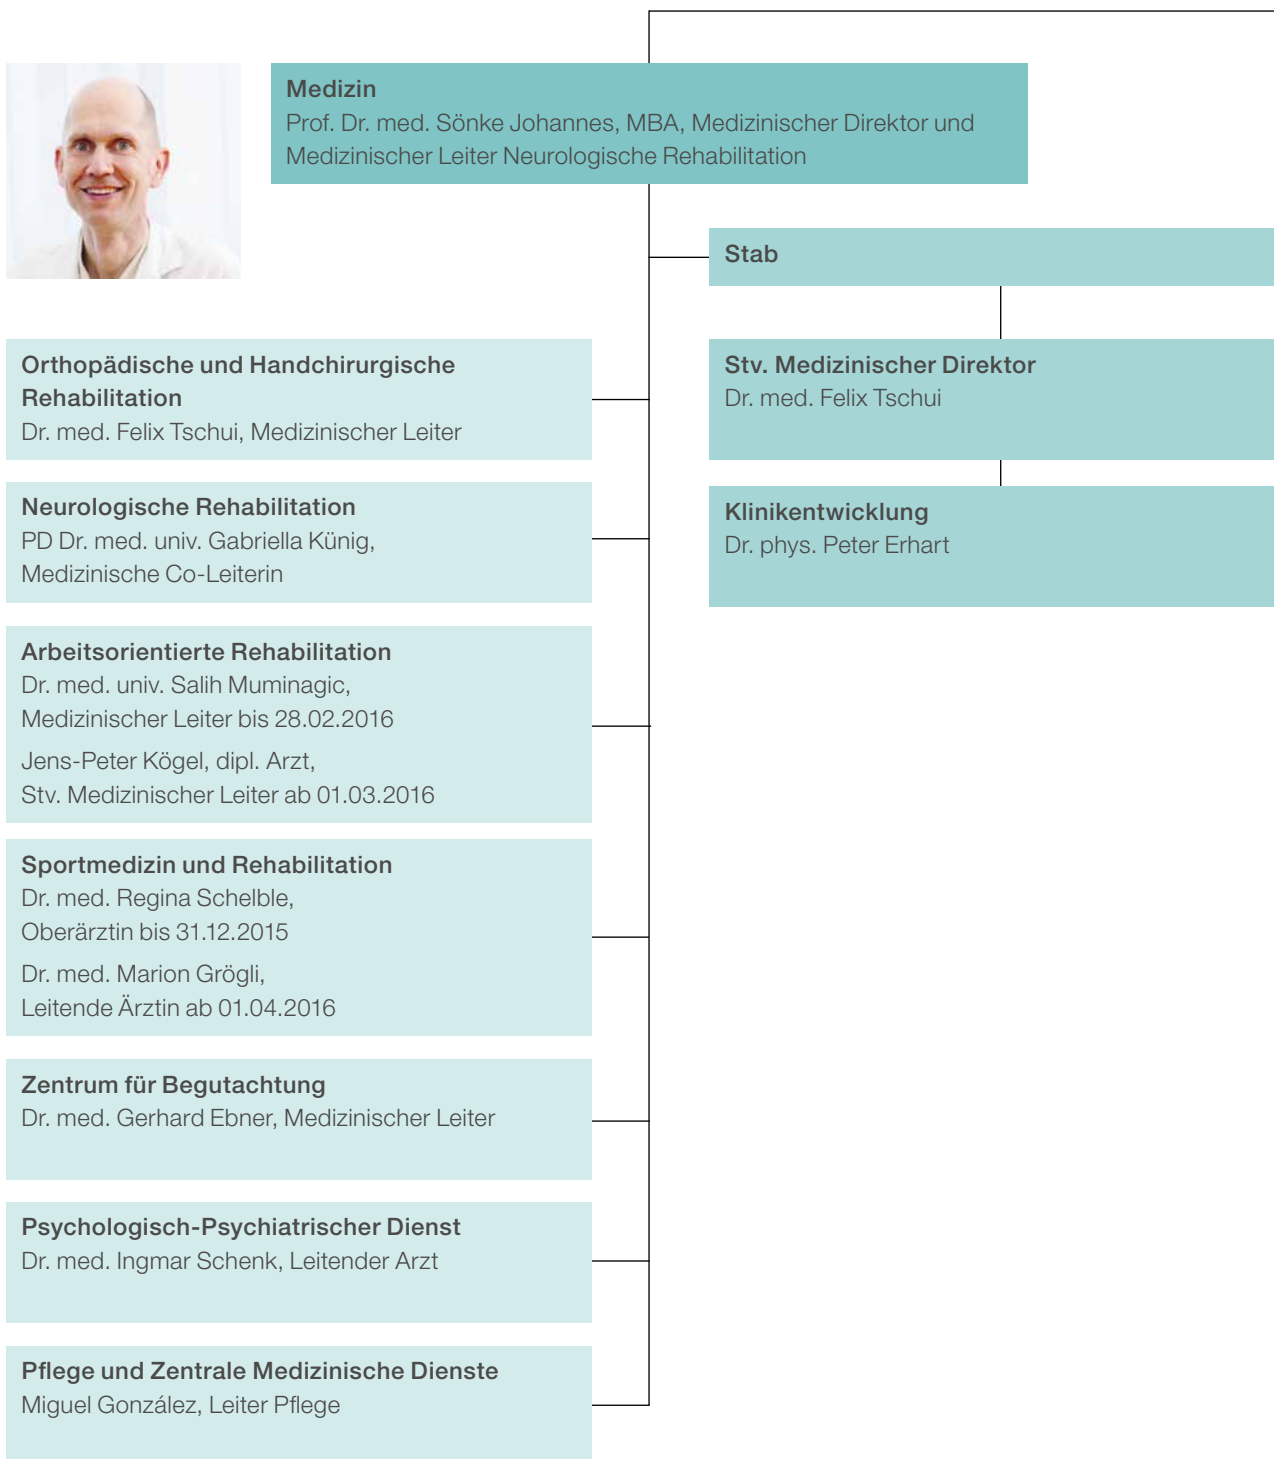 Medizin
Prof. Dr. med. Sönke Johannes, MBA, Medizinischer Direktor und
Medizinischer Leiter Neurologische Rehabilitation
Stab
Stv. Medizinischer Direktor
Dr. med. Felix Tschui
Klinikentwicklung
Dr. phys. Peter Erhart
Orthopädische und Handchirurgische
Rehabilitation
Dr. med. Felix Tschui, Medizinischer Leiter
Neurologische Rehabilitation
PD Dr. med. univ. Gabriella Künig,
Medizinische Co-Leiterin
Arbeitsorientierte Rehabilitation
Dr. med. univ. Salih Muminagic,
Medizinischer Leiter bis 28.02.2016
Jens-Peter Kögel, dipl. Arzt,
Stv. Medizinischer Leiter ab 01.03.2016
Sportmedizin und Rehabilitation
Dr. med. Regina Schelble,
Oberärztin bis 31.12.2015
Dr. med. Marion Grögli,
Leitende Ärztin ab 01.04.2016
Zentrum für Begutachtung
Dr. med. Gerhard Ebner, Medizinischer Leiter
Psychologisch-Psychiatrischer Dienst
Dr. med. Ingmar Schenk, Leitender Arzt
Pflege und Zentrale Medizinische Dienste
Miguel González, Leiter Pflege